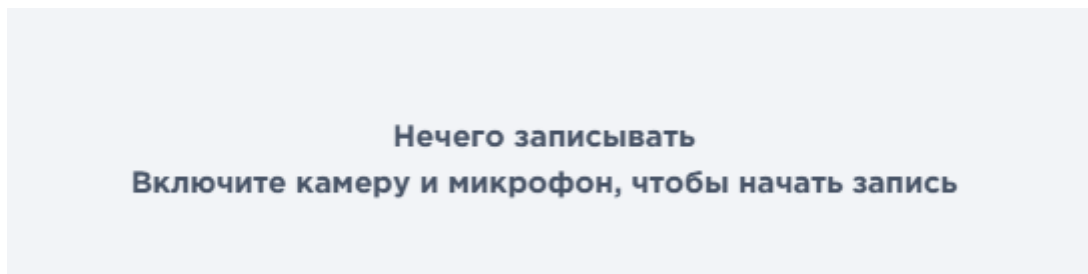 Нечего записывать
Включите камеру и микрофон, чтобы начать запись